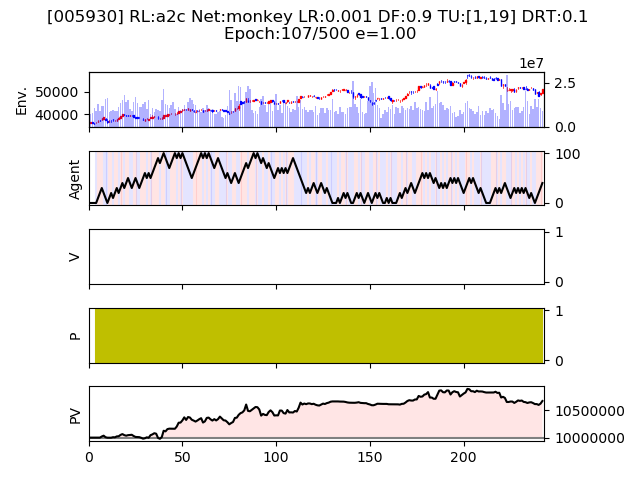 [005930] RL:a2c Net:monkey LR:0.001 DF:0.9 TU:[1,19] DRT:0.1
Epoch:107/500 e=1.00
1e7
Env.
50000
40000
2.5
0.0
Agent
100
0
V
1
0
P
1
0
PV
10500000
10000000
0
50
100
150
200